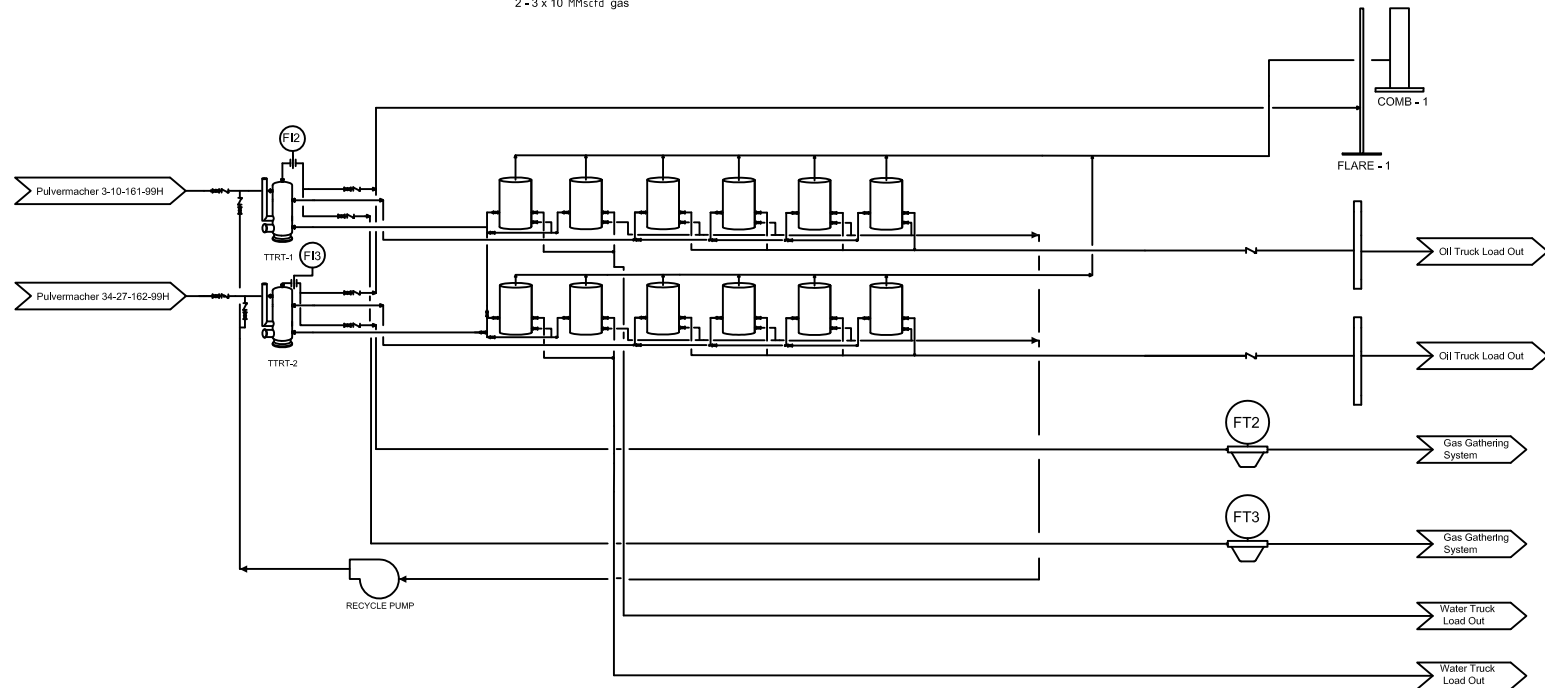 2 - 3 x 10 MMscfd gas
COMB - 1
FLARE - 1
FI2
Pulvermacher 3-10-161-99H
TTRT-1
FI3
Oil Truck Load Out
Pulvermacher 34-27-162-99H
TTRT-2
Oil Truck Load Out
FT2
Gas Gathering
System
FT3
Gas Gathering
System
RECYCLE PUMP
Water Truck
Load Out
Water Truck
Load Out